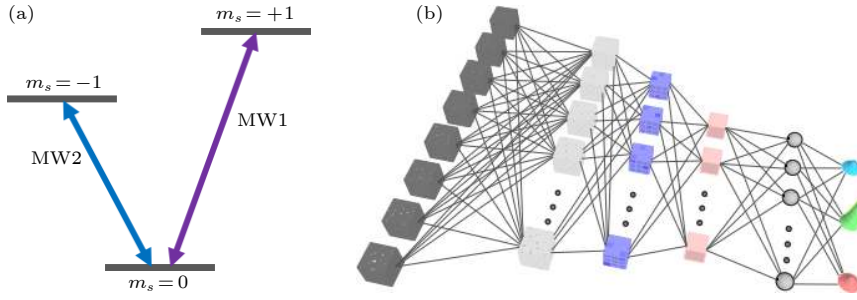 (a)
m_s = +1
m_s = −1
MW1
MW2
m_s = 0
(b)